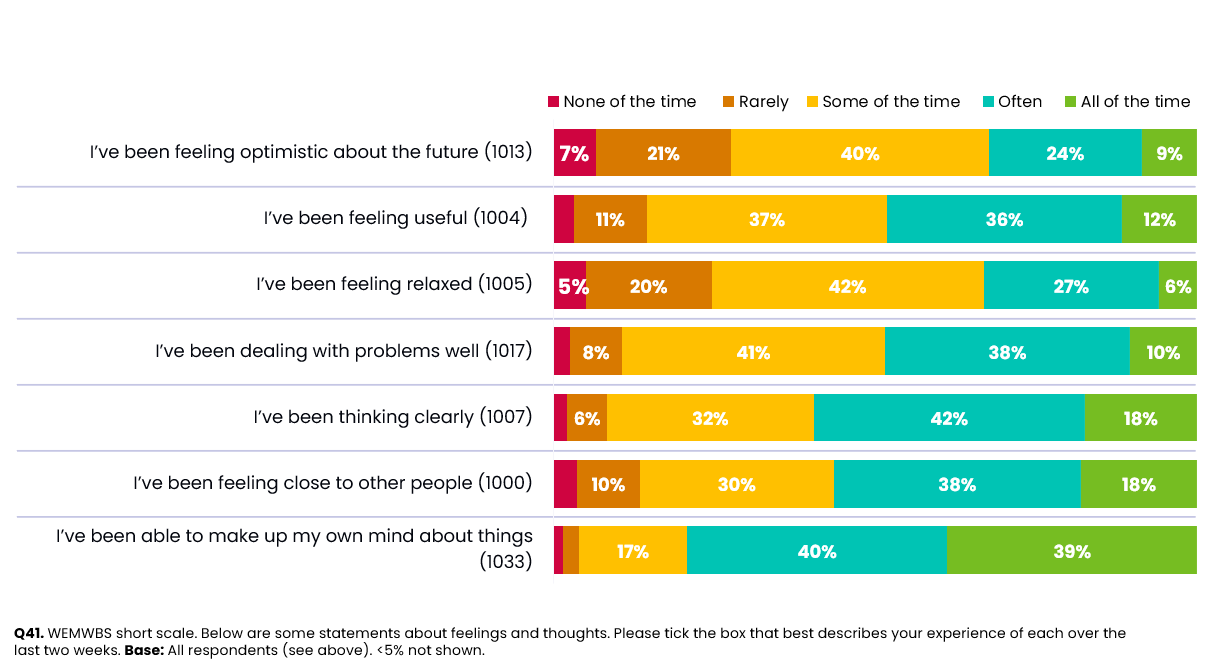 None of the time Rarely Some of the time Often All of the time
I’ve been feeling optimistic about the future (1013) 7% 21% 40% 24% 9%
I’ve been feeling useful (1004) 11% 37% 36% 12%
I’ve been feeling relaxed (1005) 5% 20% 42% 27% 6%
I’ve been dealing with problems well (1017) 8% 41% 38% 10%
I’ve been thinking clearly (1007) 6% 32% 42% 18%
I’ve been feeling close to other people (1000) 10% 30% 38% 18%
I’ve been able to make up my own mind about things
(1033) 17% 40% 39%
Q41. WEMWBS short scale. Below are some statements about feelings and thoughts. Please tick the box that best describes your experience of each over the
last two weeks. Base: All respondents (see above). <5% not shown.